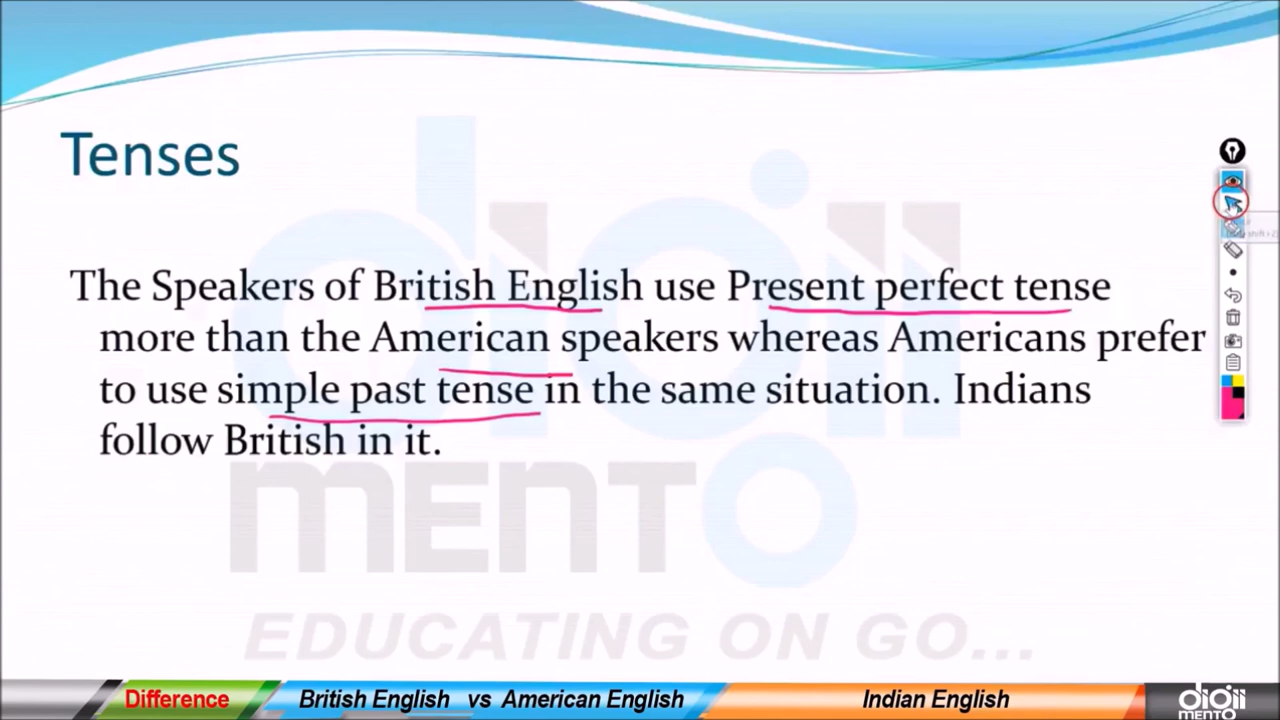 Tenses
The Speakers of British English use Present perfect tense
more than the American speakers whereas Americans prefer
to use simple past tense in the same situation. Indians
follow British in it.
digii
MENTO
EDUCATING ON GO...
Difference British English vs American English Indian English
digii
MENTO